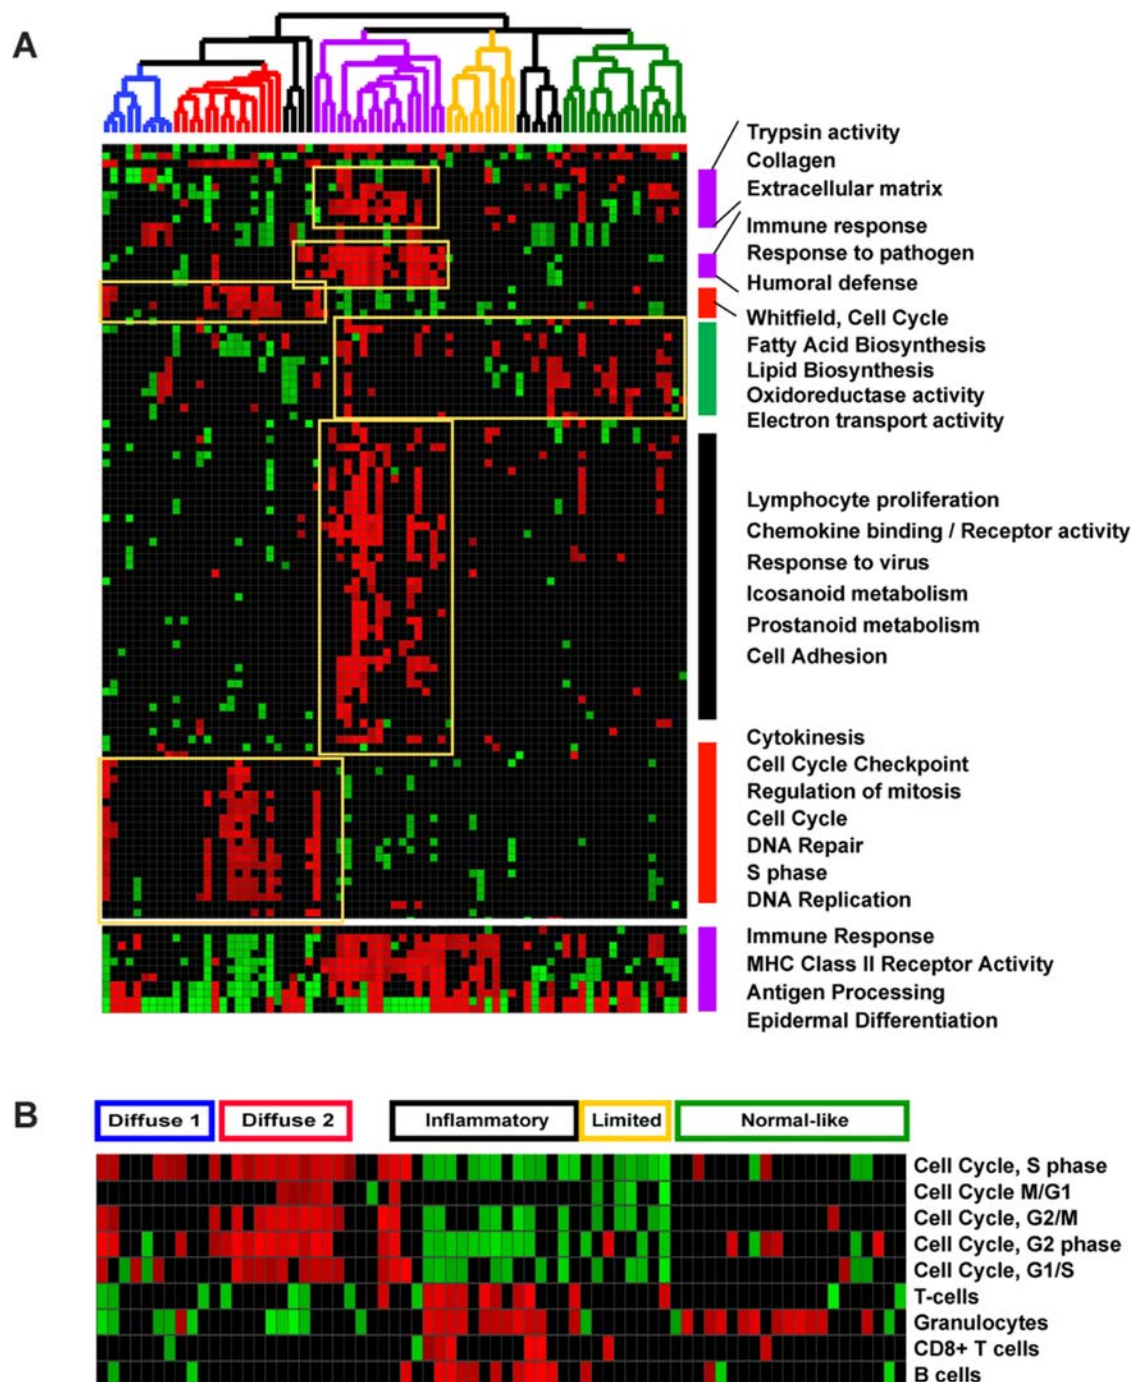 A
Trypsin activity
Collagen
Extracellular matrix
Immune response
Response to pathogen
Humoral defense
Whitfield, Cell Cycle
Fatty Acid Biosynthesis
Lipid Biosynthesis
Oxidoreductase activity
Electron transport activity
Lymphocyte proliferation
Chemokine binding / Receptor activity
Response to virus
Icosanoid metabolism
Prostanoid metabolism
Cell Adhesion
Cytokinesis
Cell Cycle Checkpoint
Regulation of mitosis
Cell Cycle
DNA Repair
S phase
DNA Replication
Immune Response
MHC Class II Receptor Activity
Antigen Processing
Epidermal Differentiation
B
Diffuse 1 Diffuse 2 Inflammatory Limited Normal-like
Cell Cycle, S phase
Cell Cycle M/G1
Cell Cycle, G2/M
Cell Cycle, G2 phase
Cell Cycle, G1/S
T-cells
Granulocytes
CD8+ T cells
B cells